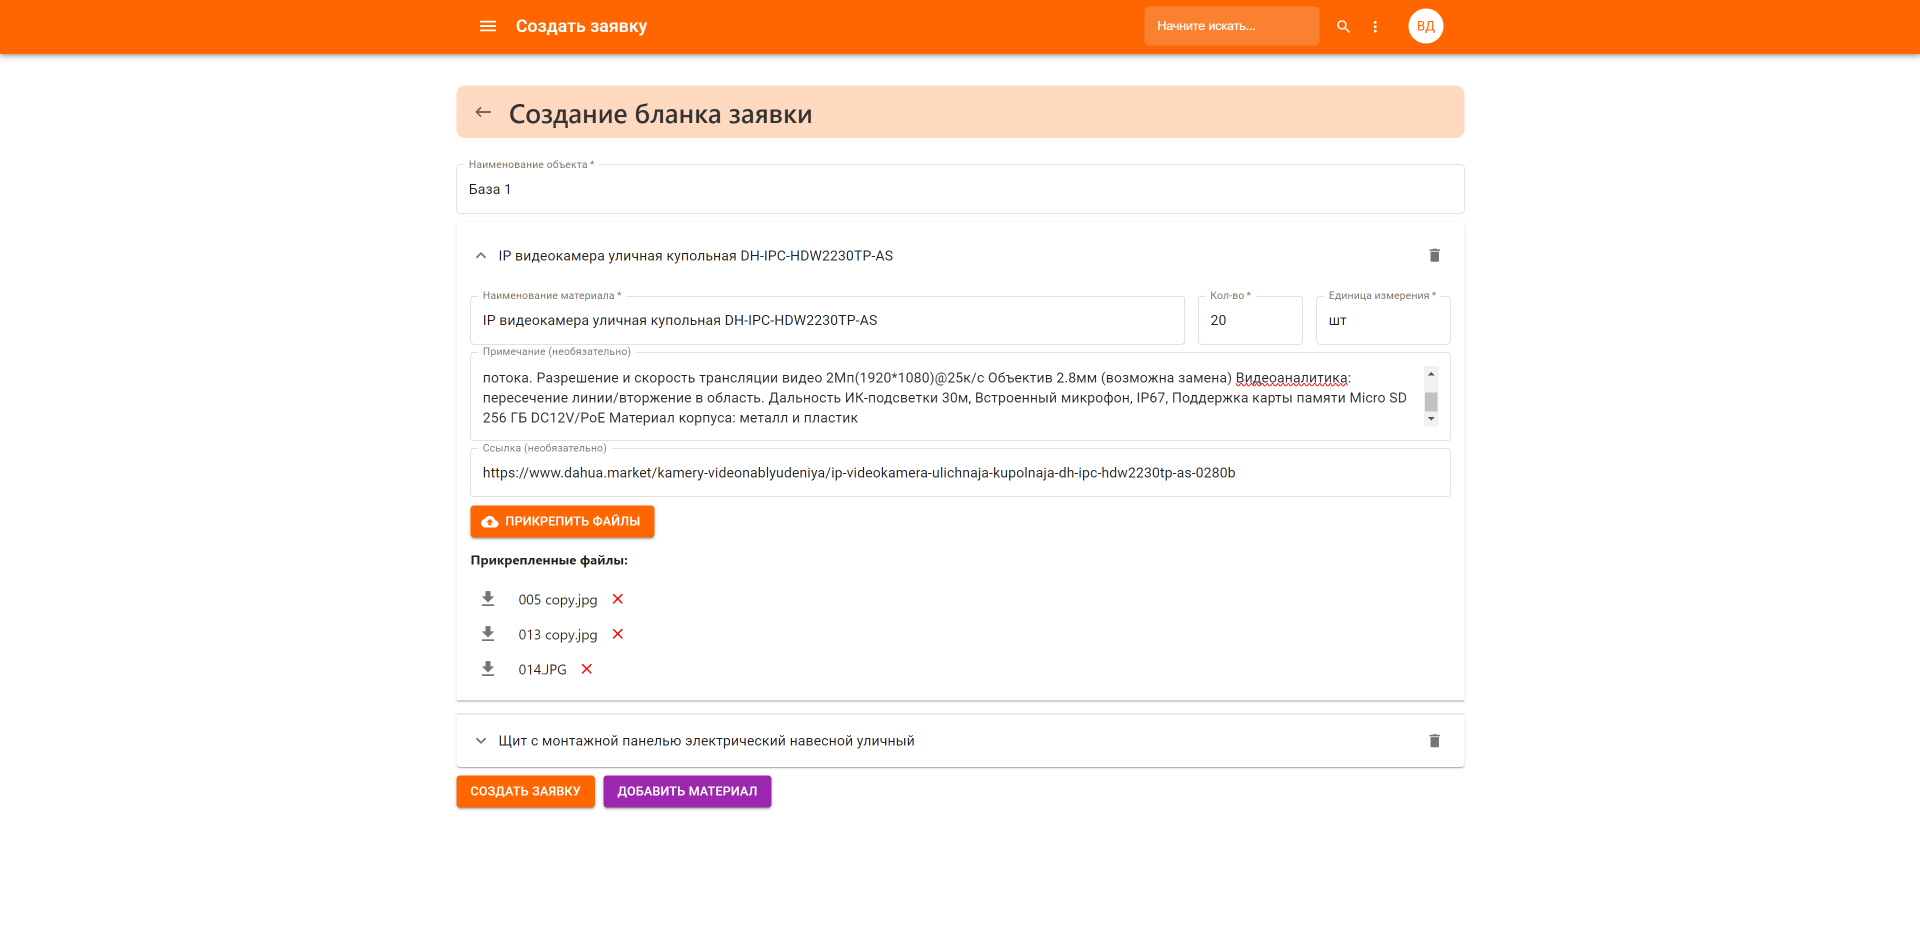 Создать заявку
Начните искать...
ВД
Создание бланка заявки
Наименование объекта *
База 1
IP видеокамера уличная купольная DH-IPC-HDW2230TP-AS
Наименование материала *
IP видеокамера уличная купольная DH-IPC-HDW2230TP-AS
Кол-во *
20
Единица измерения *
шт
Примечание (необязательно)
потока. Разрешение и скорость трансляции видео 2Мп(1920*1080)@25к/с Объектив 2.8мм (возможна замена) Видеоаналитика:
пересечение линии/вторжение в область. Дальность ИК-подсветки 30м, Встроенный микрофон, IP67, Поддержка карты памяти Micro SD
256 ГБ DC12V/PoE Материал корпуса: металл и пластик
Ссылка (необязательно)
https://www.dahua.market/kamery-videonablyudeniya/ip-videokamera-ulichnaja-kupolnaja-dh-ipc-hdw2230tp-as-0280b
ПРИКРЕПИТЬ ФАЙЛЫ
Прикрепленные файлы:
005 copy.jpg
013 copy.jpg
014.JPG
Щит с монтажной панелью электрический навесной уличный
СОЗДАТЬ ЗАЯВКУ
ДОБАВИТЬ МАТЕРИАЛ